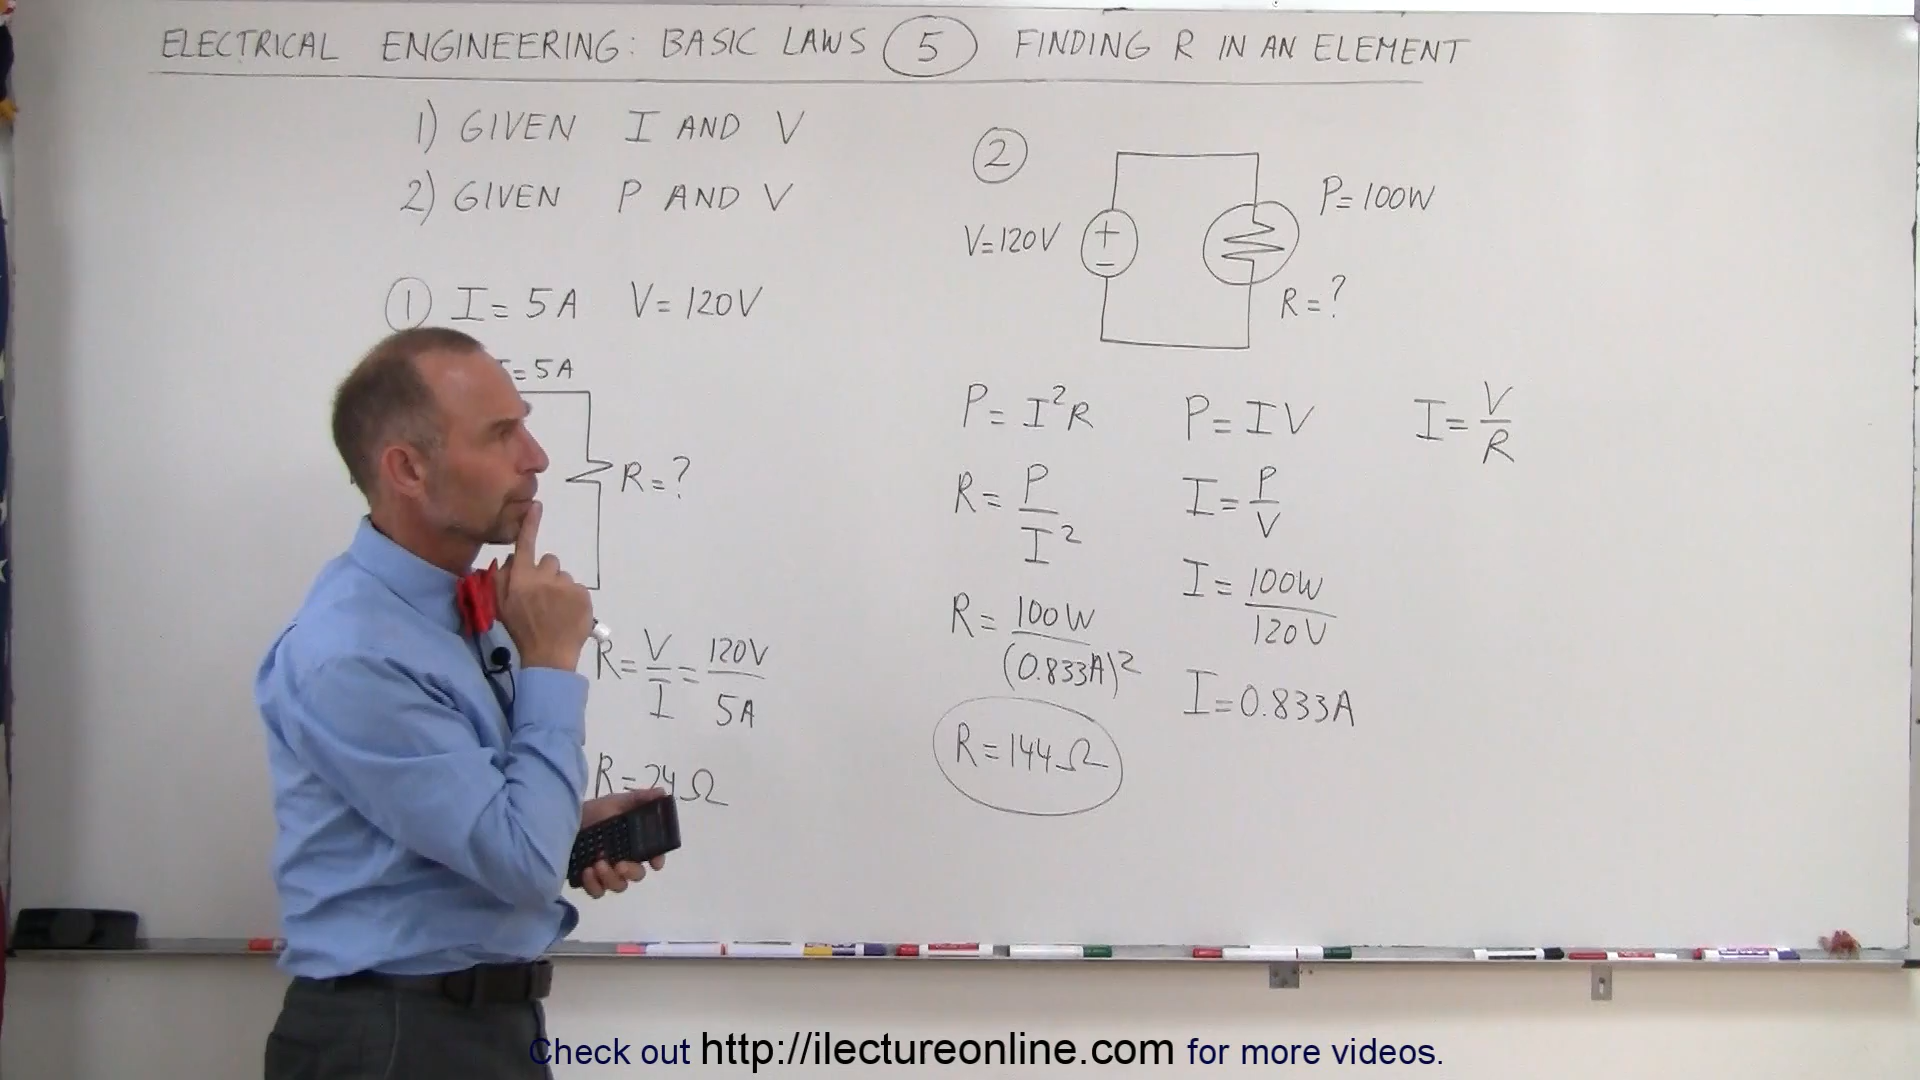 ELECTRICAL ENGINEERING: BASIC LAWS 5 FINDING R IN AN ELEMENT
1) GIVEN I AND V
2) GIVEN P AND V
1 I = 5A V = 120V
= 5A
R = ?
R = V/I = 120V/5A
R = 24Ω
2
V = 120V
+
−
P = 100W
R = ?
P = I²R
R = P/I²
R = 100W/(0.833A)²
R = 144Ω
P = IV
I = P/V
I = 100W/120V
I = 0.833A
I = V/R
Check out http://ilectureonline.com for more videos.